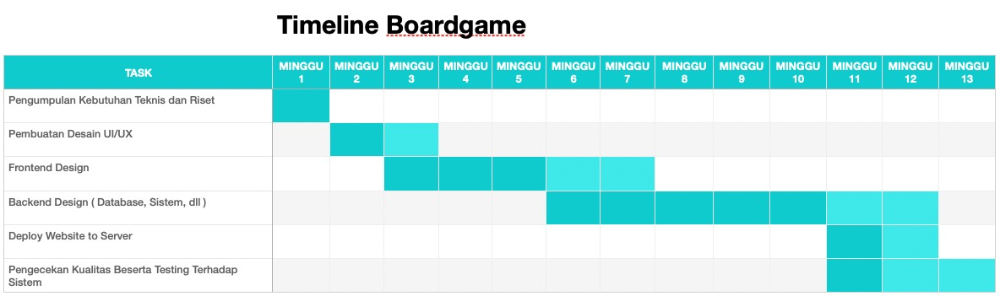 Timeline Boardgame
TASK
MINGGU 1
MINGGU 2
MINGGU 3
MINGGU 4
MINGGU 5
MINGGU 6
MINGGU 7
MINGGU 8
MINGGU 9
MINGGU 10
MINGGU 11
MINGGU 12
MINGGU 13
Pengumpulan Kebutuhan Teknis dan Riset
Pembuatan Desain UI/UX
Frontend Design
Backend Design ( Database, Sistem, dll )
Deploy Website to Server
Pengecekan Kualitas Beserta Testing Terhadap
Sistem